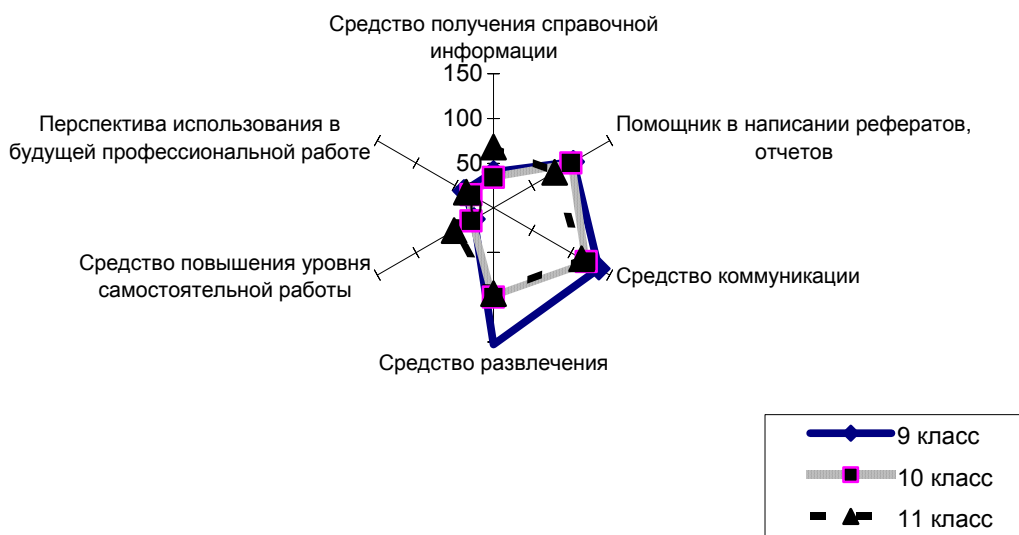 Средство получения справочной
информации
150
100
50
Перспектива использования в
будущей профессиональной работе
Помощник в написании рефератов,
отчетов
Средство повышения уровня
самостоятельной работы
Средство коммуникации
Средство развлечения
9 класс
10 класс
11 класс